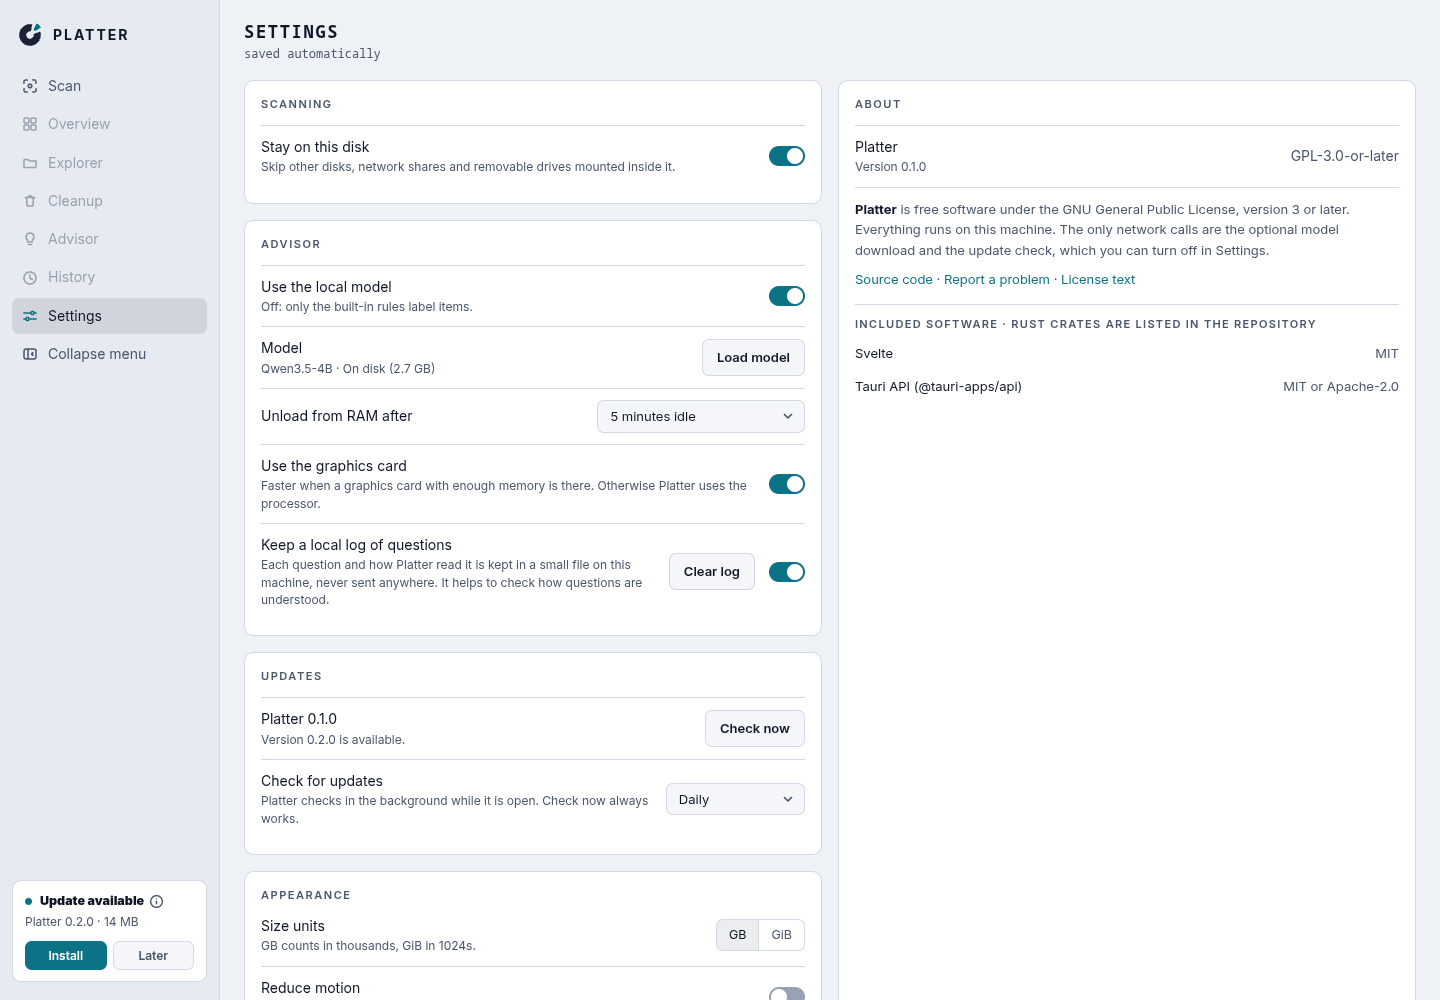 PLATTER
Scan
Overview
Explorer
Cleanup
Advisor
History
Settings
Collapse menu
Update available
Platter 0.2.0 · 14 MB
Install
Later
SETTINGS
saved automatically
SCANNING
Stay on this disk
Skip other disks, network shares and removable drives mounted inside it.
ADVISOR
Use the local model
Off: only the built-in rules label items.
Model
Qwen3.5-4B · On disk (2.7 GB)
Load model
Unload from RAM after
5 minutes idle
Use the graphics card
Faster when a graphics card with enough memory is there. Otherwise Platter uses the
processor.
Keep a local log of questions
Each question and how Platter read it is kept in a small file on this
machine, never sent anywhere. It helps to check how questions are
understood.
Clear log
UPDATES
Platter 0.1.0
Version 0.2.0 is available.
Check now
Check for updates
Platter checks in the background while it is open. Check now always
works.
Daily
APPEARANCE
Size units
GB counts in thousands, GiB in 1024s.
GB
GiB
Reduce motion
ABOUT
Platter
Version 0.1.0
GPL-3.0-or-later
Platter is free software under the GNU General Public License, version 3 or later.
Everything runs on this machine. The only network calls are the optional model
download and the update check, which you can turn off in Settings.
Source code · Report a problem · License text
INCLUDED SOFTWARE · RUST CRATES ARE LISTED IN THE REPOSITORY
Svelte
MIT
Tauri API (@tauri-apps/api)
MIT or Apache-2.0